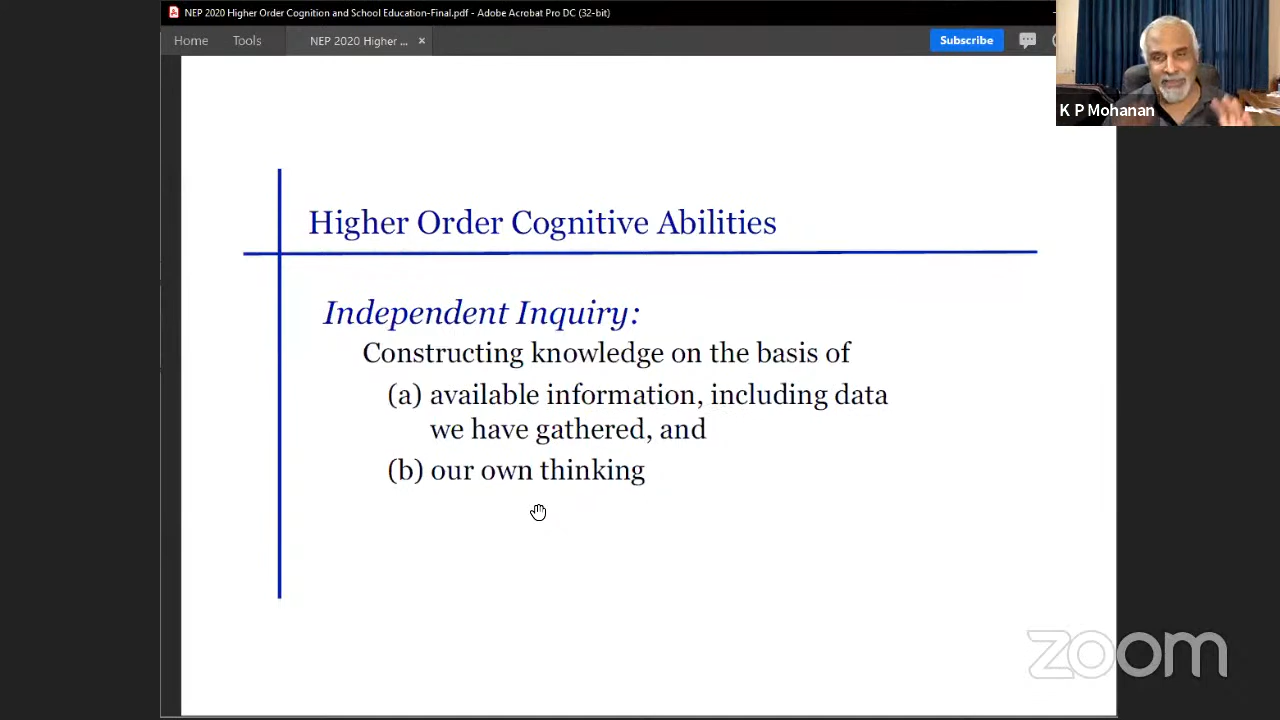 NEP 2020 Higher Order Cognition and School Education-Final.pdf - Adobe Acrobat Pro DC (32-bit)
Home Tools NEP 2020 Higher ... × Subscribe
K P Mohanan
Higher Order Cognitive Abilities
Independent Inquiry:
Constructing knowledge on the basis of
(a) available information, including data
we have gathered, and
(b) our own thinking
zoom